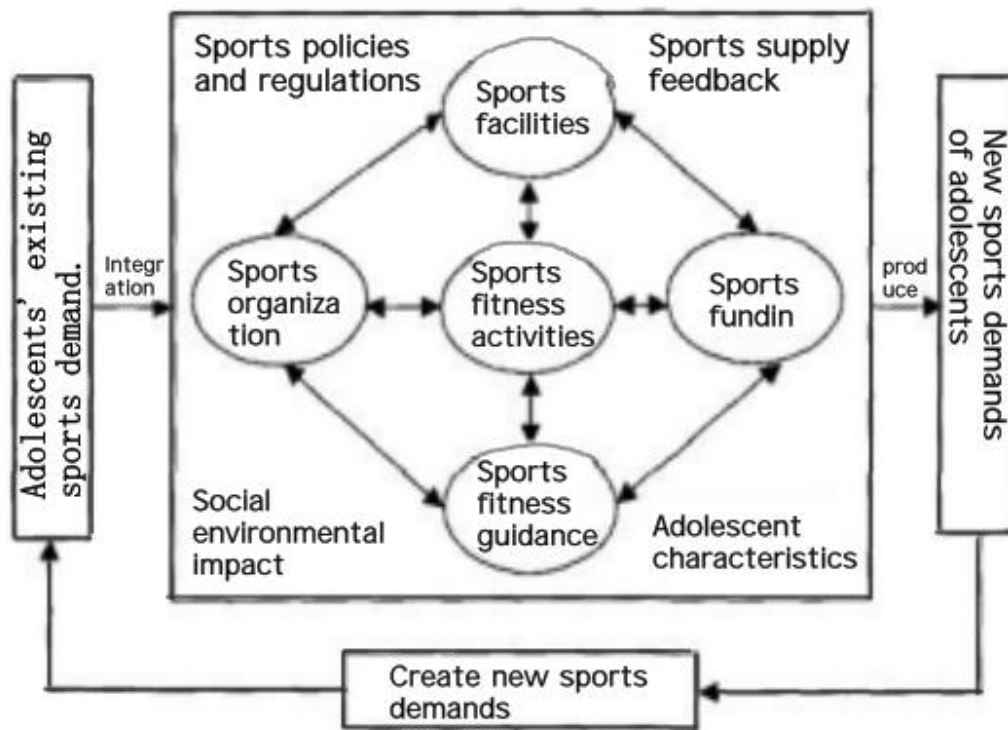 Adolescents' existing
sports demand.
Integr
ation
Sports policies
and regulations
Sports supply
feedback
Sports
facilities
Sports
organiza
tion
Sports
fitness
activities
Sports
fundin
Sports
fitness
guidance
Social
environmental
impact
Adolescent
characteristics
prod
uce
New sports demands
of adolescents
Create new sports
demands